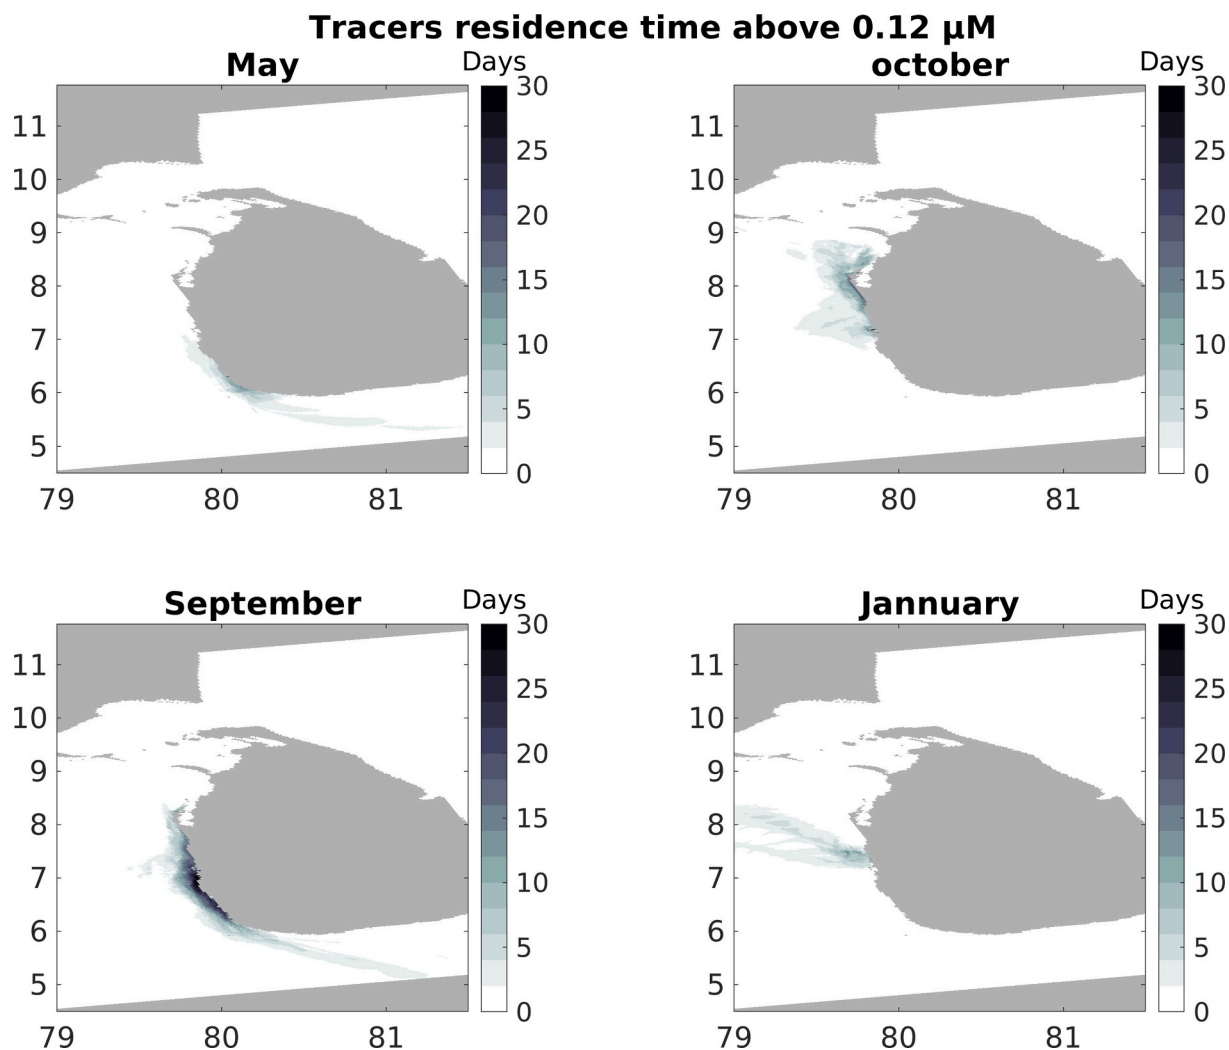 Tracers residence time above 0.12 μM
May Days october Days
30 30
11 25 11 25
10 10
9 20 9 20
8 15 8 15
7 10 7 10
6 5 6 5
5 5
0 0
79 80 81 79 80 81
September Days Jannuary Days
30 30
11 25 11 25
10 10
9 20 9 20
8 15 8 15
7 10 7 10
6 5 6 5
5 5
0 0
79 80 81 79 80 81